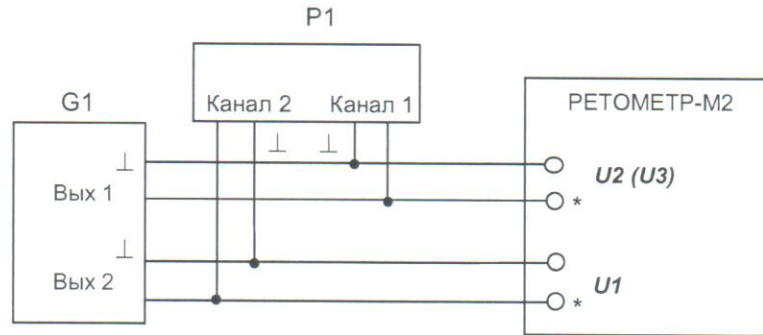 P1
Канал 2 Канал 1
G1
РЕТОМЕТР-М2
⊥ ⊥
⊥
U2 (U3)
Вых 1
*
⊥
U1
Вых 2
*